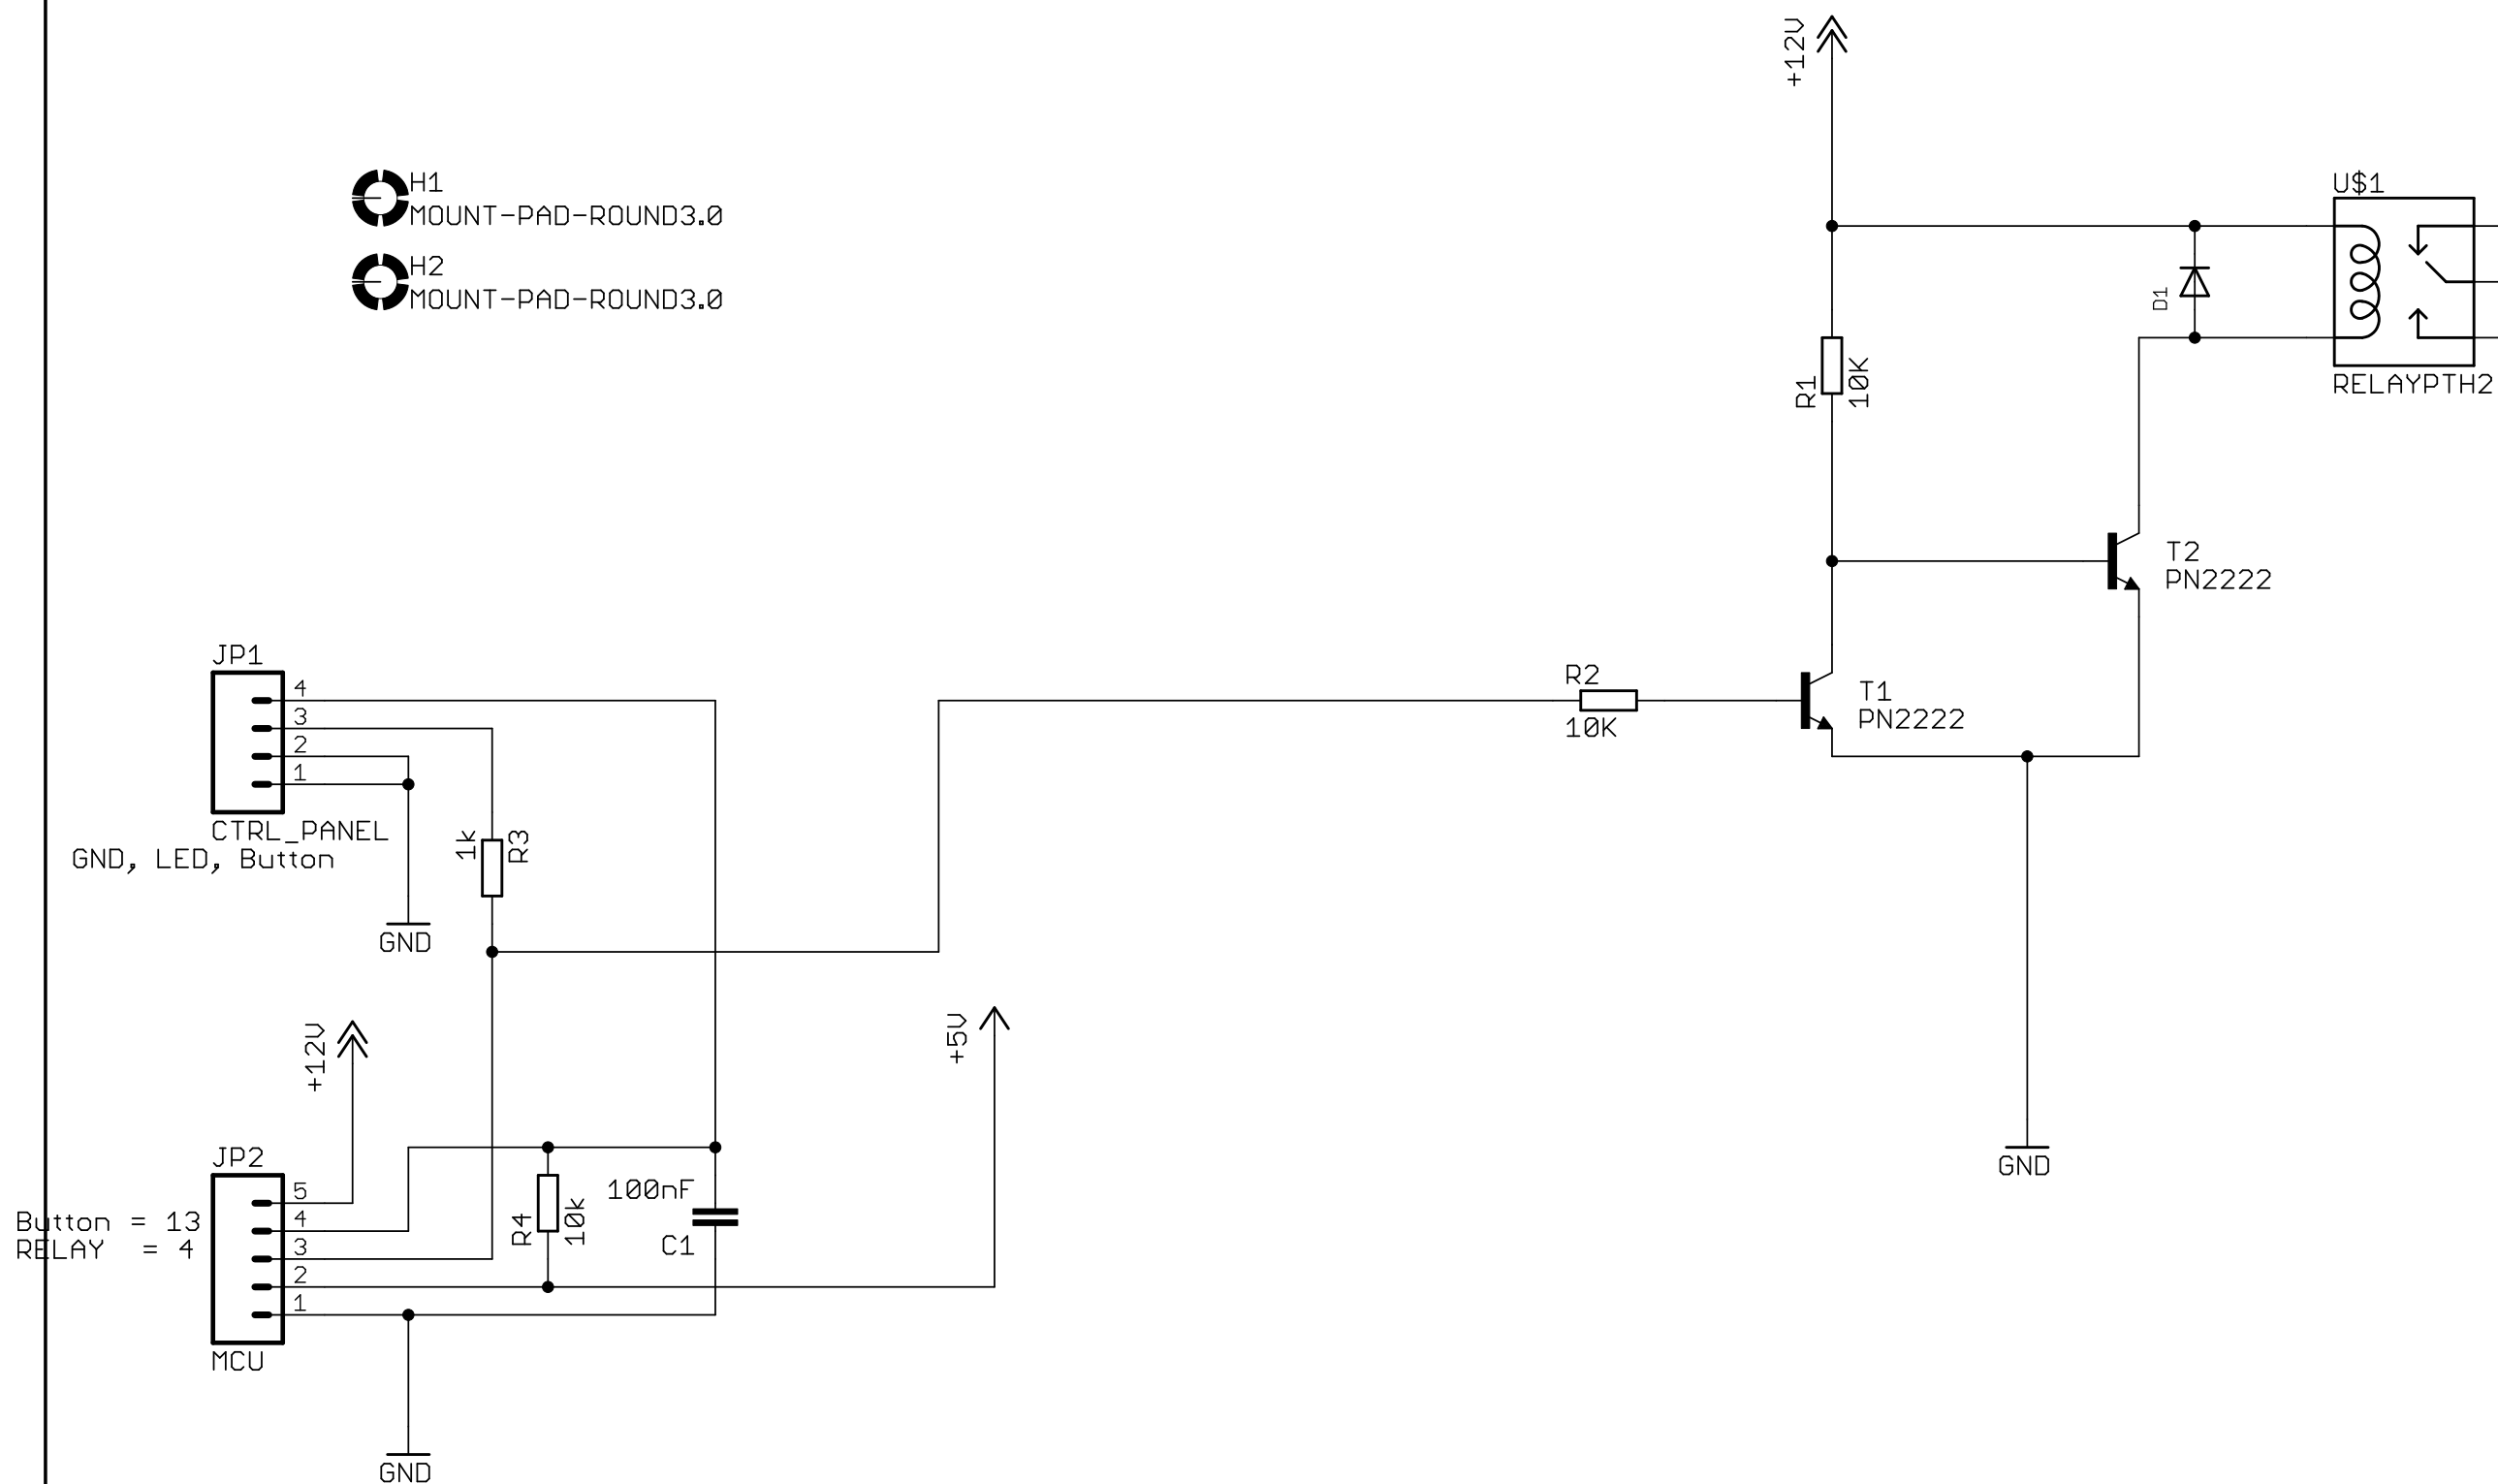 +12V
H1
MOUNT-PAD-ROUND3.0
H2
MOUNT-PAD-ROUND3.0
U$1
D1
RELAYPTH2
R1
10K
T2
PN2222
JP1
4
3
2
1
CTRL_PANEL
GND, LED, Button
R2
10K
T1
PN2222
1k
R3
GND
+12V
+5V
JP2
5
4
3
2
1
Button = 13
RELAY = 4
MCU
R4
10k
100nF
C1
GND
GND